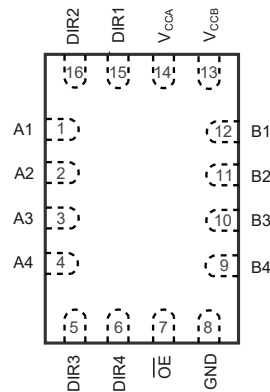 DIR2 DIR1 VCCA VCCB
16 15 14 13
A1 1 12 B1
A2 2 11 B2
A3 3 10 B3
A4 4 9 B4
5 6 7 8
DIR3 DIR4 O̅E̅ GND